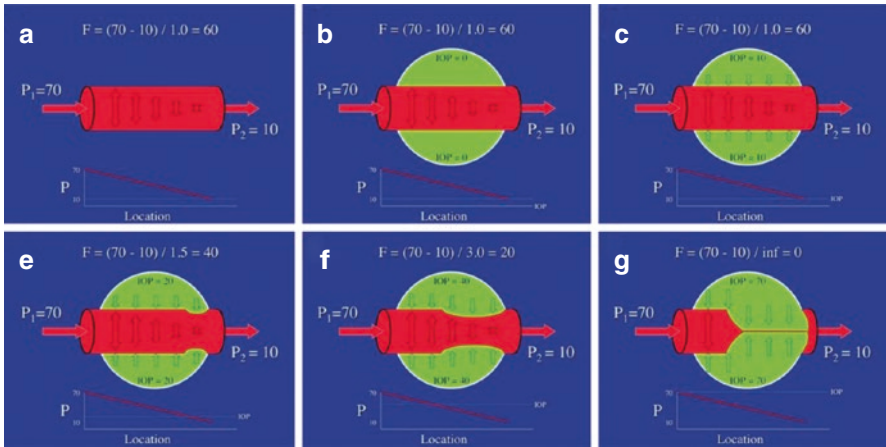 a
F = (70 - 10) / 1.0 = 60
P1=70
P2 = 10
70
P
10
Location
b
F = (70 - 10) / 1.0 = 60
IOP = 0
P1=70
P2 = 10
IOP = 0
70
P
10
IOP
Location
c
F = (70 - 10) / 1.0 = 60
IOP = 10
P1=70
P2 = 10
IOP = 10
70
P
10
IOP
Location
e
F = (70 - 10) / 1.5 = 40
IOP = 20
P1=70
P2 = 10
IOP = 20
70
P
IOP
10
Location
f
F = (70 - 10) / 3.0 = 20
IOP = 40
P1=70
P2 = 10
IOP = 40
70
P
IOP
10
Location
g
F = (70 - 10) / inf = 0
IOP = 70
P1=70
P2 = 10
IOP = 70
70
IOP
P
10
Location